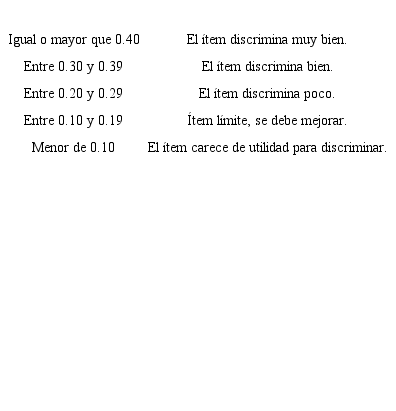 Igual o mayor que 0.40 El ítem discrimina muy bien.
Entre 0.30 y 0.39 El ítem discrimina bien.
Entre 0.20 y 0.29 El ítem discrimina poco.
Entre 0.10 y 0.19 Ítem límite, se debe mejorar.
Menor de 0.10 El ítem carece de utilidad para discriminar.